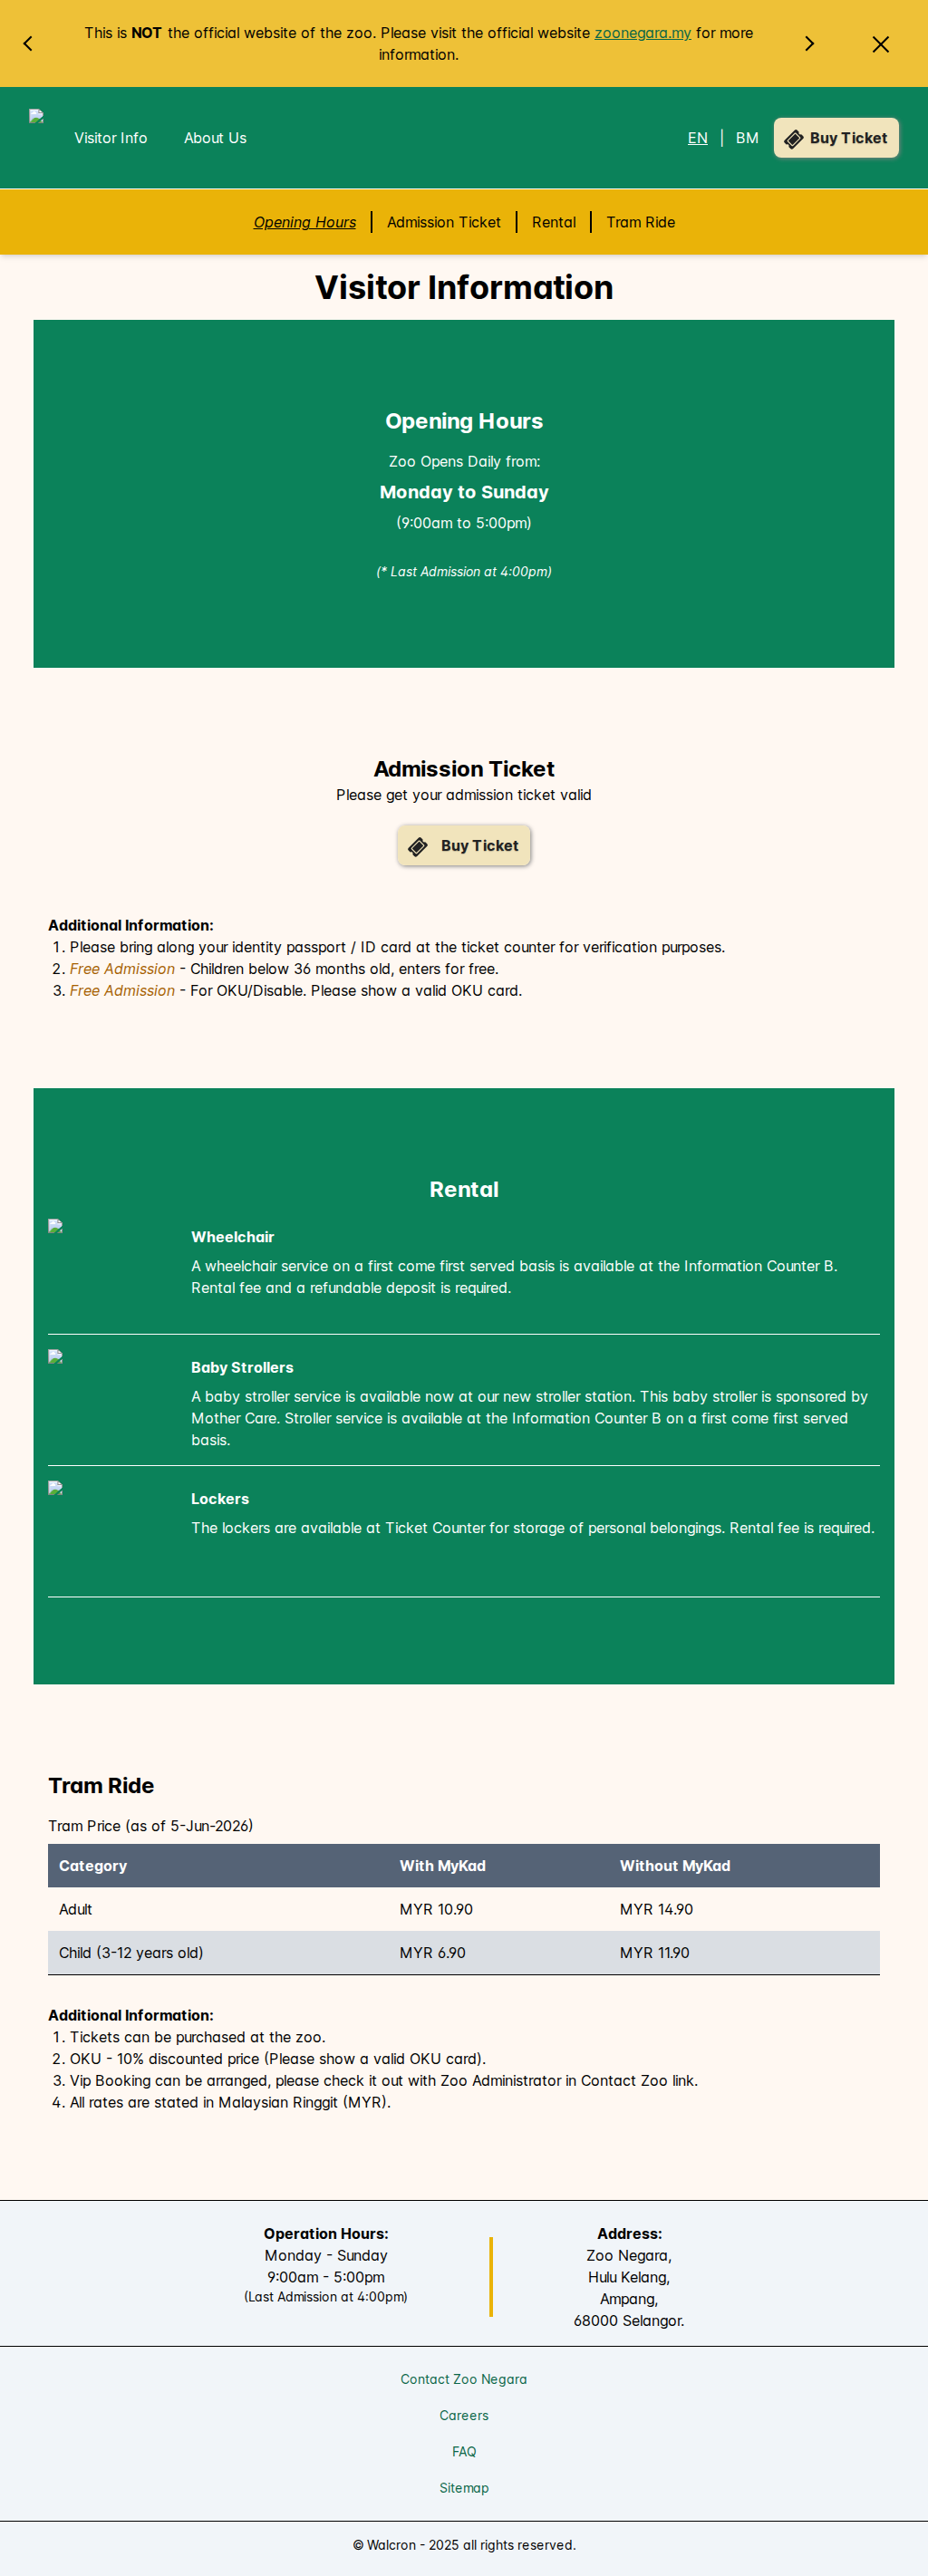 This is NOT the official website of the zoo. Please visit the official website zoonegara.my for more
information.
Visitor Info
About Us
EN | BM
Buy Ticket
Opening Hours
Admission Ticket
Rental
Tram Ride
Visitor Information
Opening Hours
Zoo Opens Daily from:
Monday to Sunday
(9:00am to 5:00pm)
(* Last Admission at 4:00pm)
Admission Ticket
Please get your admission ticket valid
Buy Ticket
Additional Information:
1. Please bring along your identity passport / ID card at the ticket counter for verification purposes.
2. Free Admission - Children below 36 months old, enters for free.
3. Free Admission - For OKU/Disable. Please show a valid OKU card.
Rental
Wheelchair
A wheelchair service on a first come first served basis is available at the Information Counter B.
Rental fee and a refundable deposit is required.
Baby Strollers
A baby stroller service is available now at our new stroller station. This baby stroller is sponsored by
Mother Care. Stroller service is available at the Information Counter B on a first come first served
basis.
Lockers
The lockers are available at Ticket Counter for storage of personal belongings. Rental fee is required.
Tram Ride
Tram Price (as of 5-Jun-2026)
Category With MyKad Without MyKad
Adult MYR 10.90 MYR 14.90
Child (3-12 years old) MYR 6.90 MYR 11.90
Additional Information:
1. Tickets can be purchased at the zoo.
2. OKU - 10% discounted price (Please show a valid OKU card).
3. Vip Booking can be arranged, please check it out with Zoo Administrator in Contact Zoo link.
4. All rates are stated in Malaysian Ringgit (MYR).
Operation Hours:
Monday - Sunday
9:00am - 5:00pm
(Last Admission at 4:00pm)
Address:
Zoo Negara,
Hulu Kelang,
Ampang,
68000 Selangor.
Contact Zoo Negara
Careers
FAQ
Sitemap
© Walcron - 2025 all rights reserved.